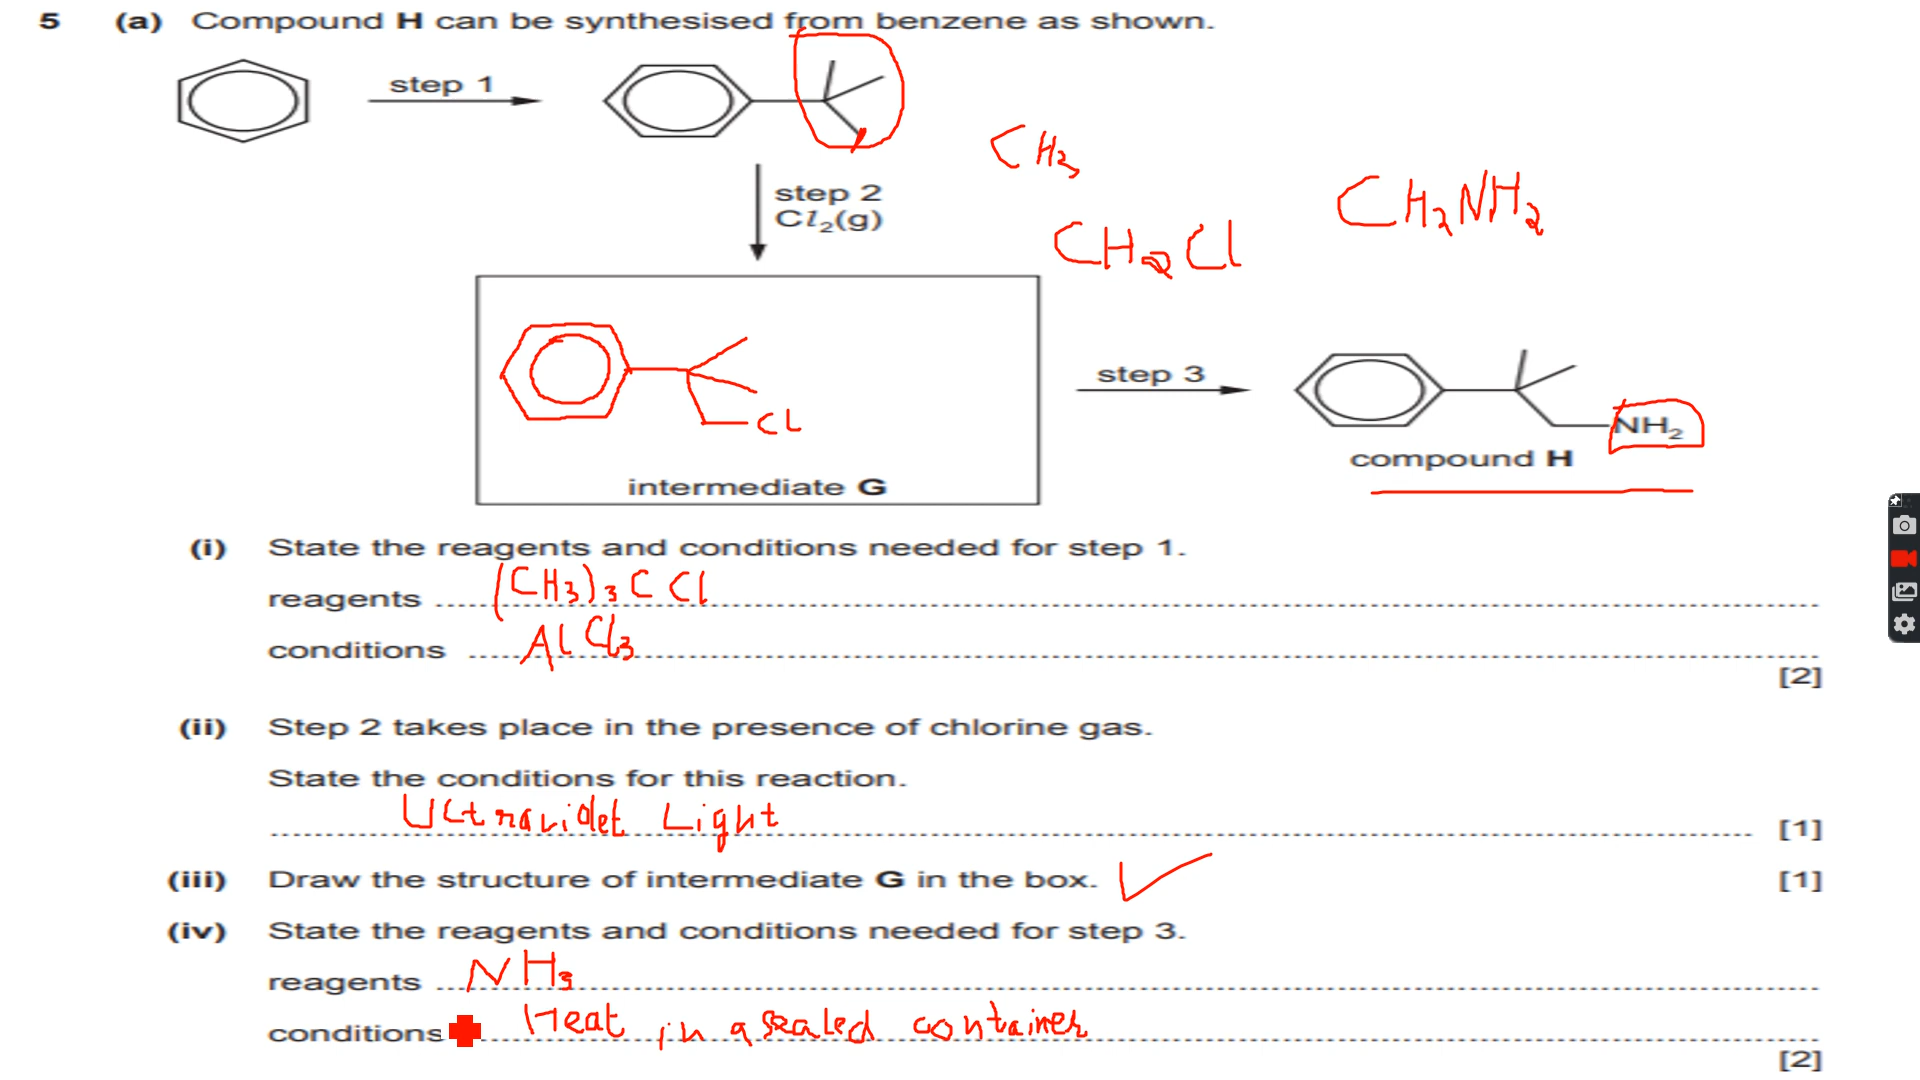 5 (a) Compound H can be synthesised from benzene as shown.
step 1
CH3
step 2
Cl2(g)
CH2Cl
CH2NH2
Cl
intermediate G
step 3
NH2
compound H
(i) State the reagents and conditions needed for step 1.
reagents (CH3)3CCl
conditions AlCl3
[2]
(ii) Step 2 takes place in the presence of chlorine gas.
State the conditions for this reaction.
Ultraviolet Light [1]
(iii) Draw the structure of intermediate G in the box. [1]
(iv) State the reagents and conditions needed for step 3.
reagents NH3
conditions Heat in a sealed container
[2]